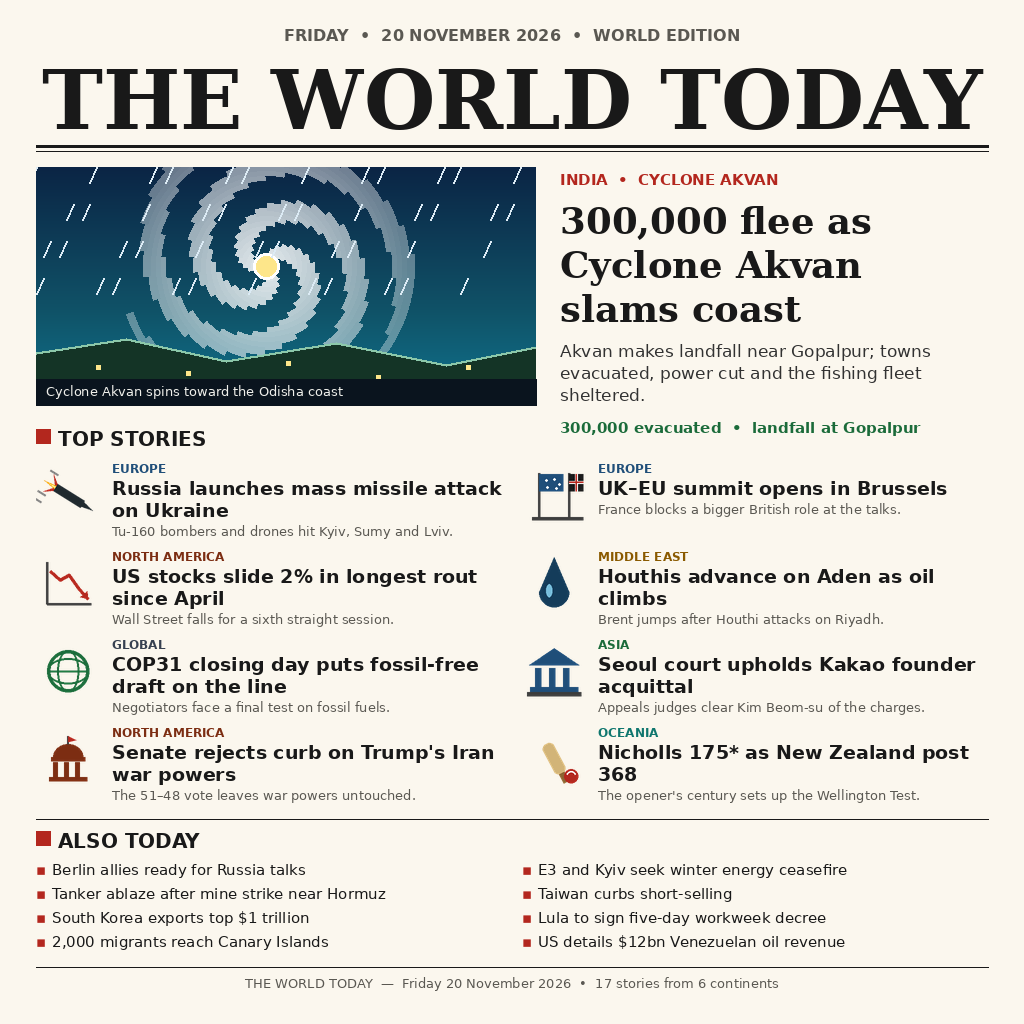 FRIDAY • 20 NOVEMBER 2026 • WORLD EDITION
THE WORLD TODAY
Cyclone Akvan spins toward the Odisha coast
INDIA • CYCLONE AKVAN
300,000 flee as
Cyclone Akvan
slams coast
Akvan makes landfall near Gopalpur; towns
evacuated, power cut and the fishing fleet
sheltered.
300,000 evacuated • landfall at Gopalpur
TOP STORIES
EUROPE
Russia launches mass missile attack
on Ukraine
Tu-160 bombers and drones hit Kyiv, Sumy and Lviv.
EUROPE
UK–EU summit opens in Brussels
France blocks a bigger British role at the talks.
NORTH AMERICA
US stocks slide 2% in longest rout
since April
Wall Street falls for a sixth straight session.
MIDDLE EAST
Houthis advance on Aden as oil
climbs
Brent jumps after Houthi attacks on Riyadh.
GLOBAL
COP31 closing day puts fossil-free
draft on the line
Negotiators face a final test on fossil fuels.
ASIA
Seoul court upholds Kakao founder
acquittal
Appeals judges clear Kim Beom-su of the charges.
NORTH AMERICA
Senate rejects curb on Trump's Iran
war powers
The 51–48 vote leaves war powers untouched.
OCEANIA
Nicholls 175* as New Zealand post
368
The opener's century sets up the Wellington Test.
ALSO TODAY
Berlin allies ready for Russia talks
Tanker ablaze after mine strike near Hormuz
South Korea exports top $1 trillion
2,000 migrants reach Canary Islands
E3 and Kyiv seek winter energy ceasefire
Taiwan curbs short-selling
Lula to sign five-day workweek decree
US details $12bn Venezuelan oil revenue
THE WORLD TODAY — Friday 20 November 2026 • 17 stories from 6 continents